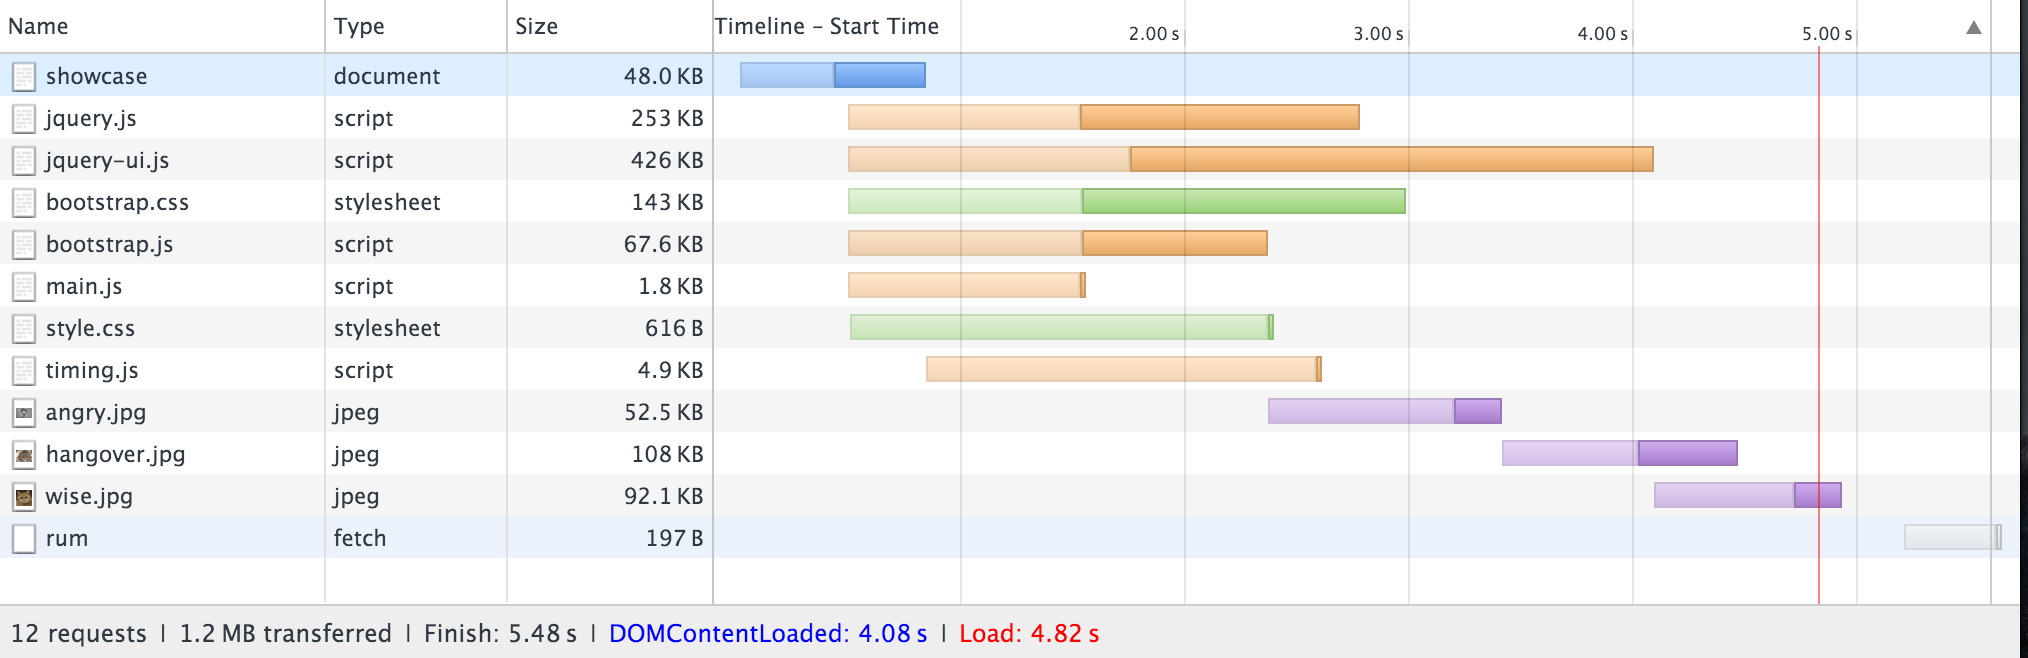 Name Type Size Timeline – Start Time 2.00 s 3.00 s 4.00 s 5.00 s
showcase document 48.0 KB
jquery.js script 253 KB
jquery-ui.js script 426 KB
bootstrap.css stylesheet 143 KB
bootstrap.js script 67.6 KB
main.js script 1.8 KB
style.css stylesheet 616 B
timing.js script 4.9 KB
angry.jpg jpeg 52.5 KB
hangover.jpg jpeg 108 KB
wise.jpg jpeg 92.1 KB
rum fetch 197 B
12 requests | 1.2 MB transferred | Finish: 5.48 s | DOMContentLoaded: 4.08 s | Load: 4.82 s